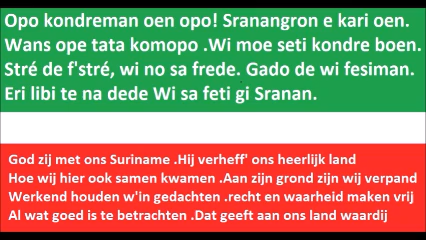 Opo kondreman oen opo! Sranangron e kari oen.
Wans ope tata komopo .Wi moe seti kondre boen.
Stré de f'stré, wi no sa frede. Gado de wi fesiman.
Eri libi te na dede Wi sa feti gi Sranan.
God zij met ons Suriname .Hij verheff' ons heerlijk land
Hoe wij hier ook samen kwamen .Aan zijn grond zijn wij verpand
Werkend houden w'in gedachten .recht en waarheid maken vrij
Al wat goed is te betrachten .Dat geeft aan ons land waardij